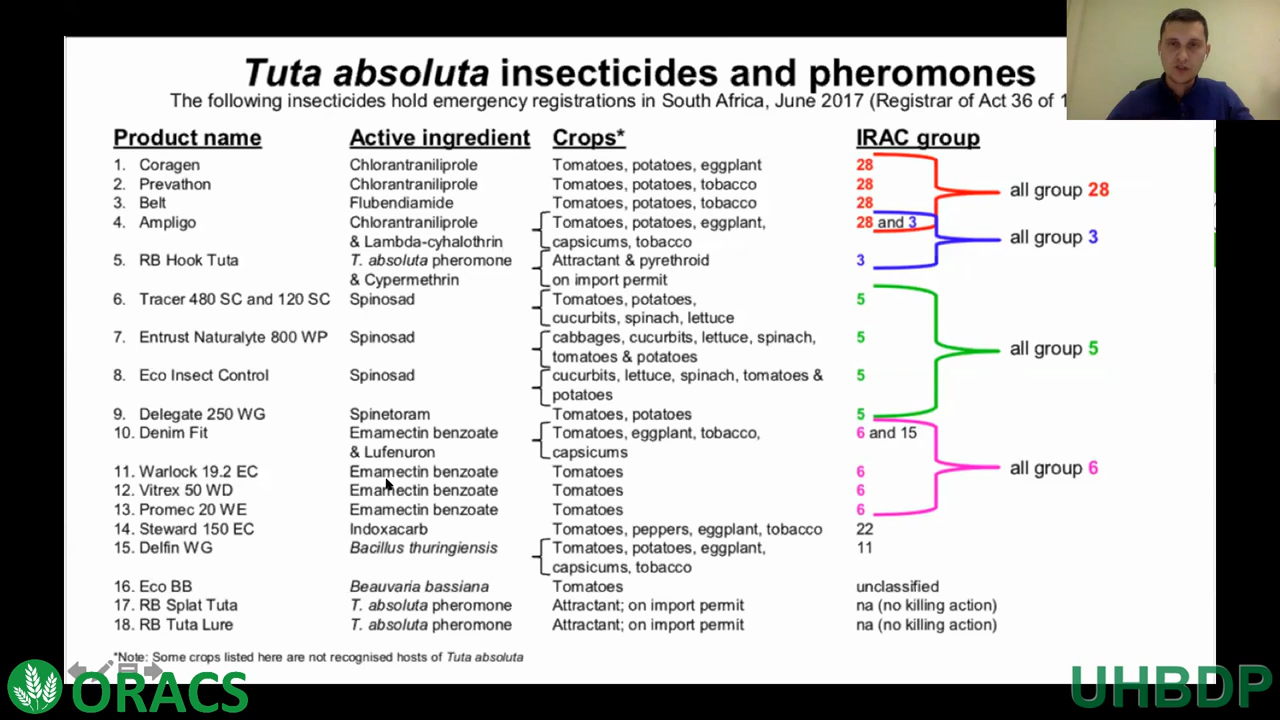 Tuta absoluta insecticides and pheromones
The following insecticides hold emergency registrations in South Africa, June 2017 (Registrar of Act 36 of
Product name Active ingredient Crops* IRAC group
1. Coragen Chlorantraniliprole Tomatoes, potatoes, eggplant 28
2. Prevathon Chlorantraniliprole Tomatoes, potatoes, tobacco 28 all group 28
3. Belt Flubendiamide Tomatoes, potatoes, tobacco 28
4. Ampligo Chlorantraniliprole Tomatoes, potatoes, eggplant, 28 and 3
& Lambda-cyhalothrin capsicums, tobacco all group 3
5. RB Hook Tuta T. absoluta pheromone Attractant & pyrethroid 3
& Cypermethrin on import permit
6. Tracer 480 SC and 120 SC Spinosad Tomatoes, potatoes, 5
cucurbits, spinach, lettuce
7. Entrust Naturalyte 800 WP Spinosad cabbages, cucurbits, lettuce, spinach, 5
tomatoes & potatoes all group 5
8. Eco Insect Control Spinosad cucurbits, lettuce, spinach, tomatoes & 5
potatoes
9. Delegate 250 WG Spinetoram Tomatoes, potatoes 5
10. Denim Fit Emamectin benzoate Tomatoes, eggplant, tobacco, 6 and 15
& Lufenuron capsicums
11. Warlock 19.2 EC Emamectin benzoate Tomatoes 6 all group 6
12. Vitrex 50 WD Emamectin benzoate Tomatoes 6
13. Promec 20 WE Emamectin benzoate Tomatoes 6
14. Steward 150 EC Indoxacarb Tomatoes, peppers, eggplant, tobacco 22
15. Delfin WG Bacillus thuringiensis Tomatoes, potatoes, eggplant, 11
capsicums, tobacco
16. Eco BB Beauvaria bassiana Tomatoes unclassified
17. RB Splat Tuta T. absoluta pheromone Attractant; on import permit na (no killing action)
18. RB Tuta Lure T. absoluta pheromone Attractant; on import permit na (no killing action)
*Note: Some crops listed here are not recognised hosts of Tuta absoluta
ORACS UHBDP